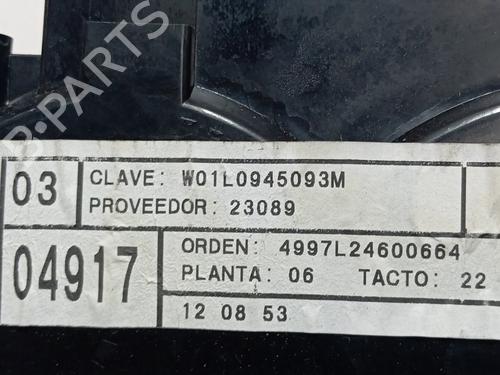 03
CLAVE: W01L0945093M
PROVEEDOR: 23089
04917
ORDEN: 4997L24600664
PLANTA: 06 TACTO: 22
12 08 53
B-PARTS